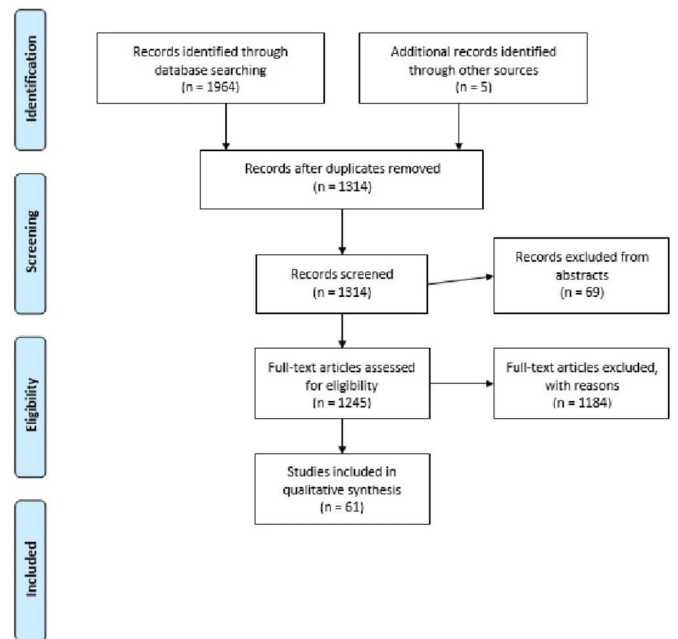 Identification
Records identified through
database searching
(n = 1964)
Additional records identified
through other sources
(n = 5)
Records after duplicates removed
(n = 1314)
Screening
Records screened
(n = 1314)
Records excluded from
abstracts
(n = 69)
Eligibility
Full-text articles assessed
for eligibility
(n = 1245)
Full-text articles excluded,
with reasons
(n = 1184)
Studies included in
qualitative synthesis
(n = 61)
Included